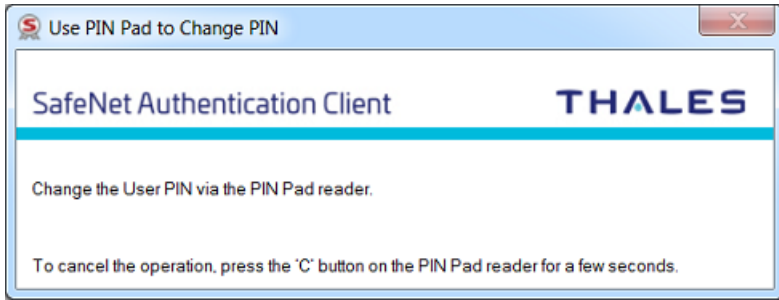 Use PIN Pad to Change PIN
SafeNet Authentication Client
THALES
Change the User PIN via the PIN Pad reader.
To cancel the operation, press the 'C' button on the PIN Pad reader for a few seconds.